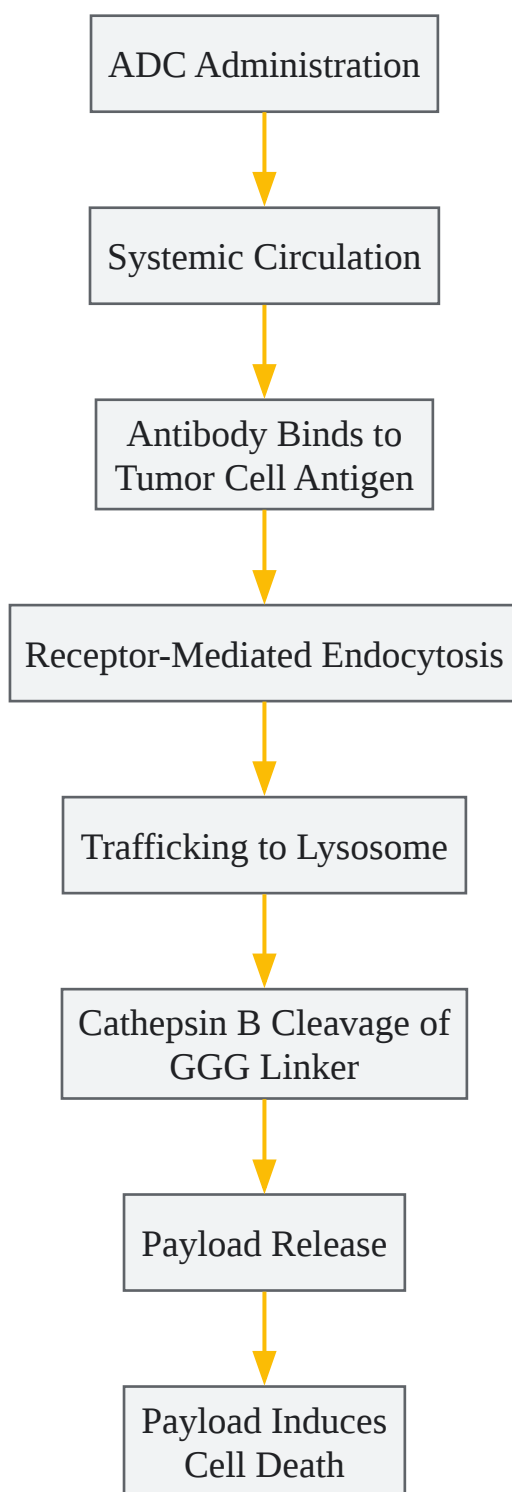 ADC Administration
Systemic Circulation
Antibody Binds to
Tumor Cell Antigen
Receptor-Mediated Endocytosis
Trafficking to Lysosome
Cathepsin B Cleavage of
GGG Linker
Payload Release
Payload Induces
Cell Death